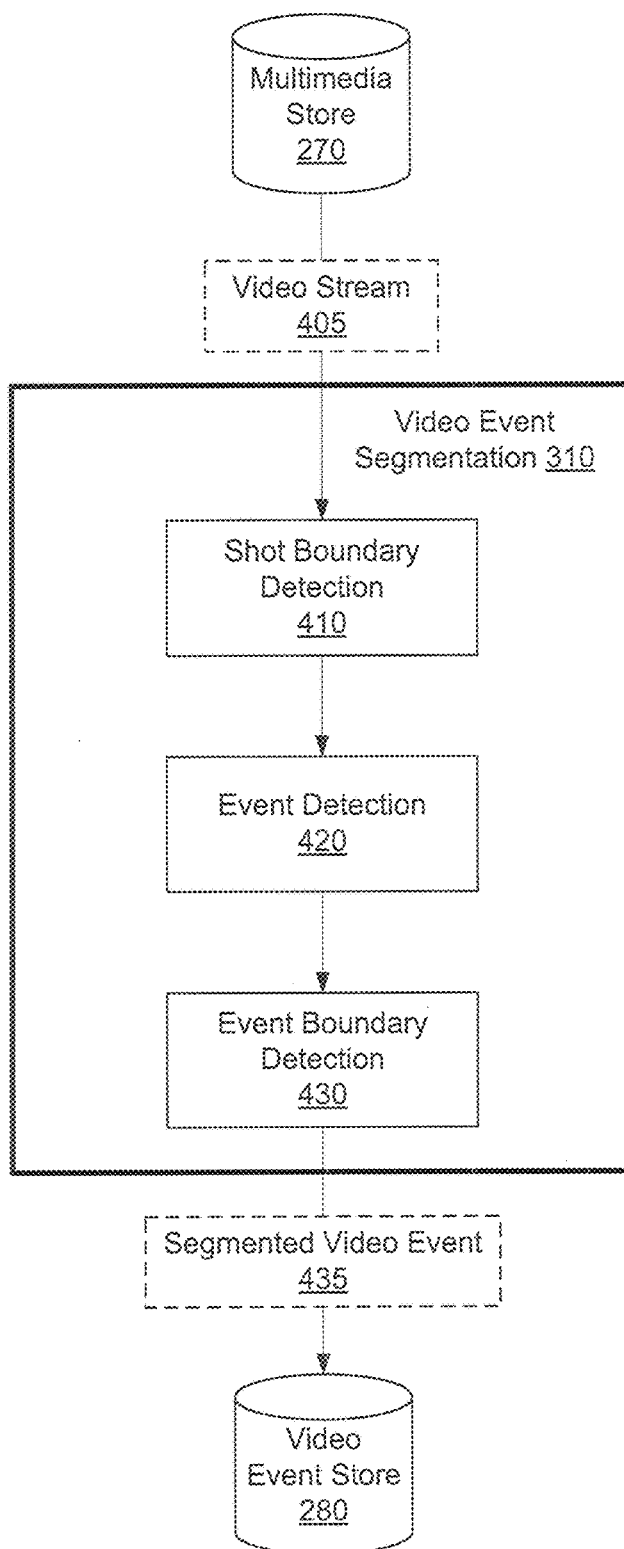 Multimedia
Store
270
Video Stream
405
Video Event
Segmentation 310
Shot Boundary
Detection
410
Event Detection
420
Event Boundary
Detection
430
Segmented Video Event
435
Video
Event Store
280